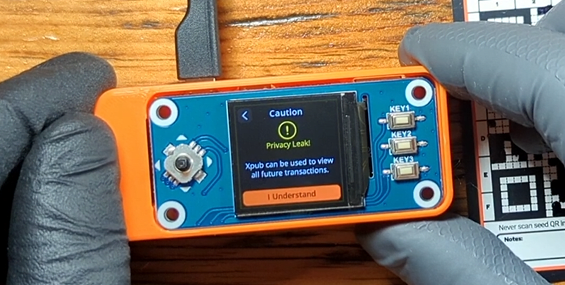 Caution
Privacy Leak!
Xpub can be used to view
all future transactions.
I Understand
KEY1
KEY2
KEY3
Never scan seed QR
Notes: